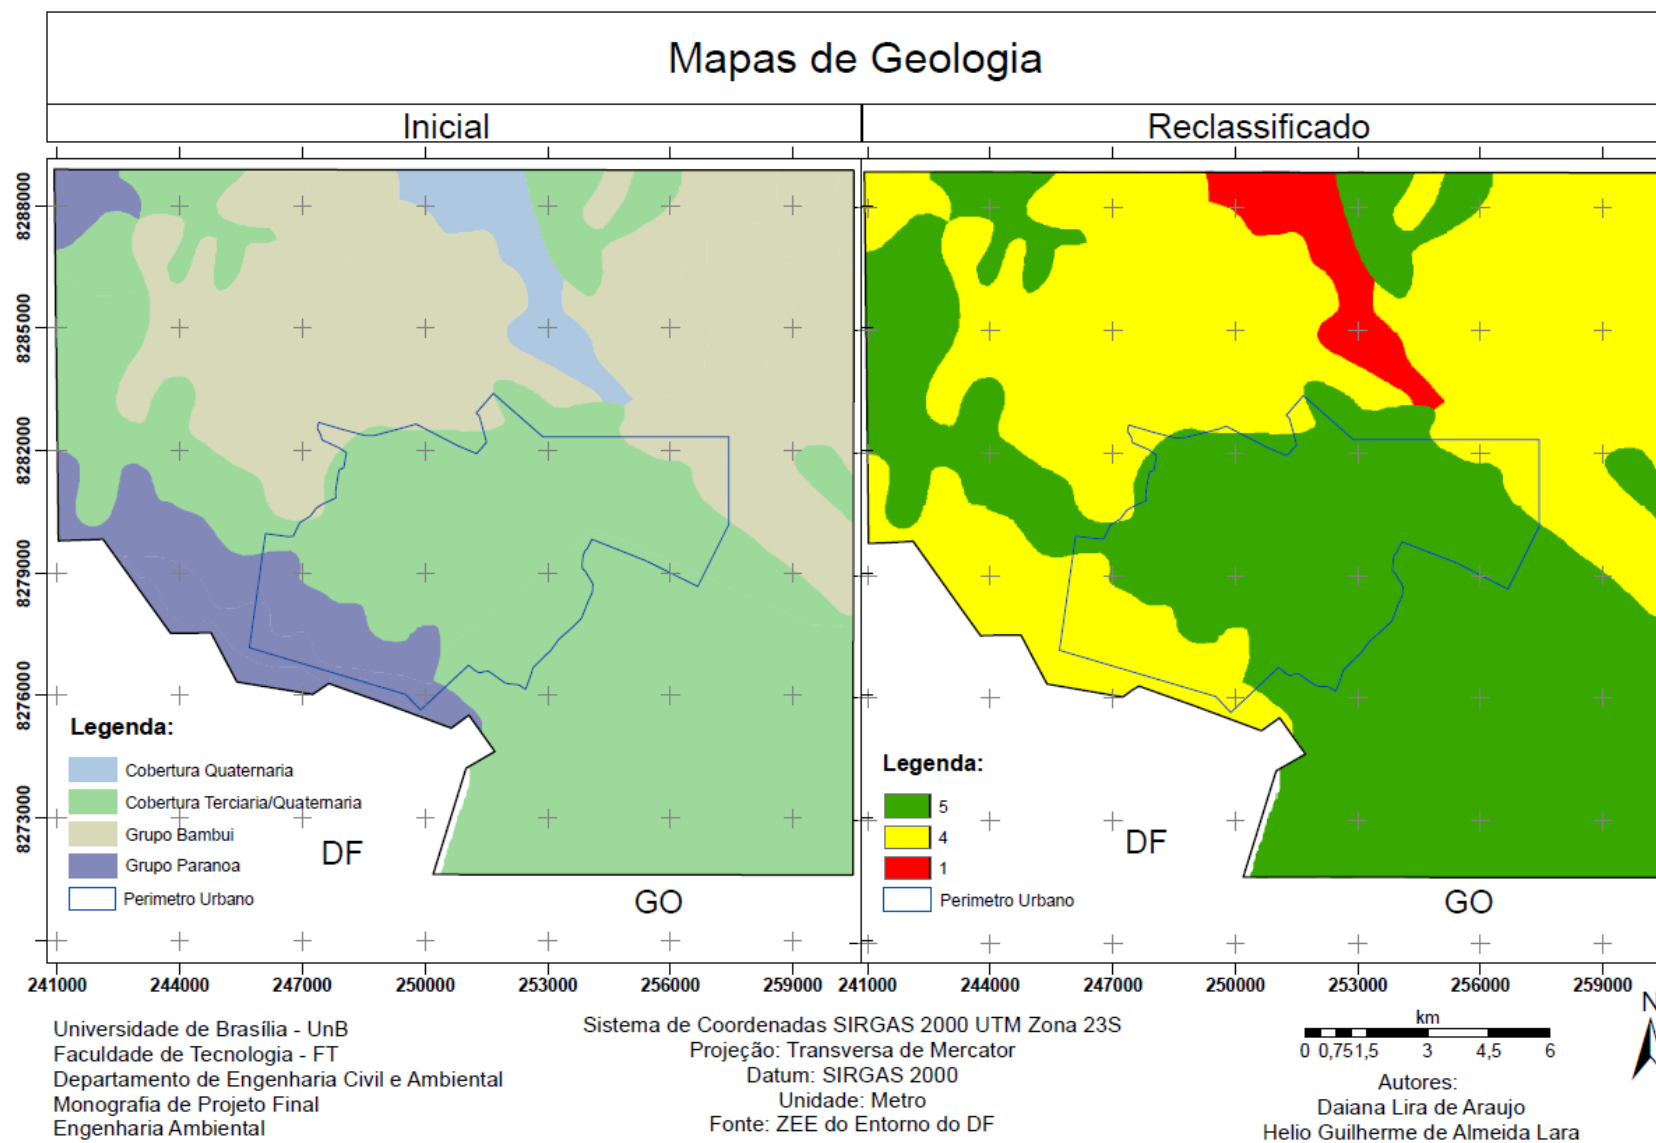 Mapas de Geologia
Inicial
Reclassificado
8288000
8285000
8282000
8279000
8276000
8273000
Legenda:
Cobertura Quaternaria
Cobertura Terciaria/Quaternaria
Grupo Bambui
Grupo Paranoa
Perimetro Urbano
DF
GO
Legenda:
5
4
1
Perimetro Urbano
DF
GO
241000 244000 247000 250000 253000 256000 259000
241000 244000 247000 250000 253000 256000 259000
Universidade de Brasília - UnB
Faculdade de Tecnologia - FT
Departamento de Engenharia Civil e Ambiental
Monografia de Projeto Final
Engenharia Ambiental
Sistema de Coordenadas SIRGAS 2000 UTM Zona 23S
Projeção: Transversa de Mercator
Datum: SIRGAS 2000
Unidade: Metro
Fonte: ZEE do Entorno do DF
km
0 0,75 1,5 3 4,5 6
Autores:
Daiana Lira de Araujo
Helio Guilherme de Almeida Lara
N